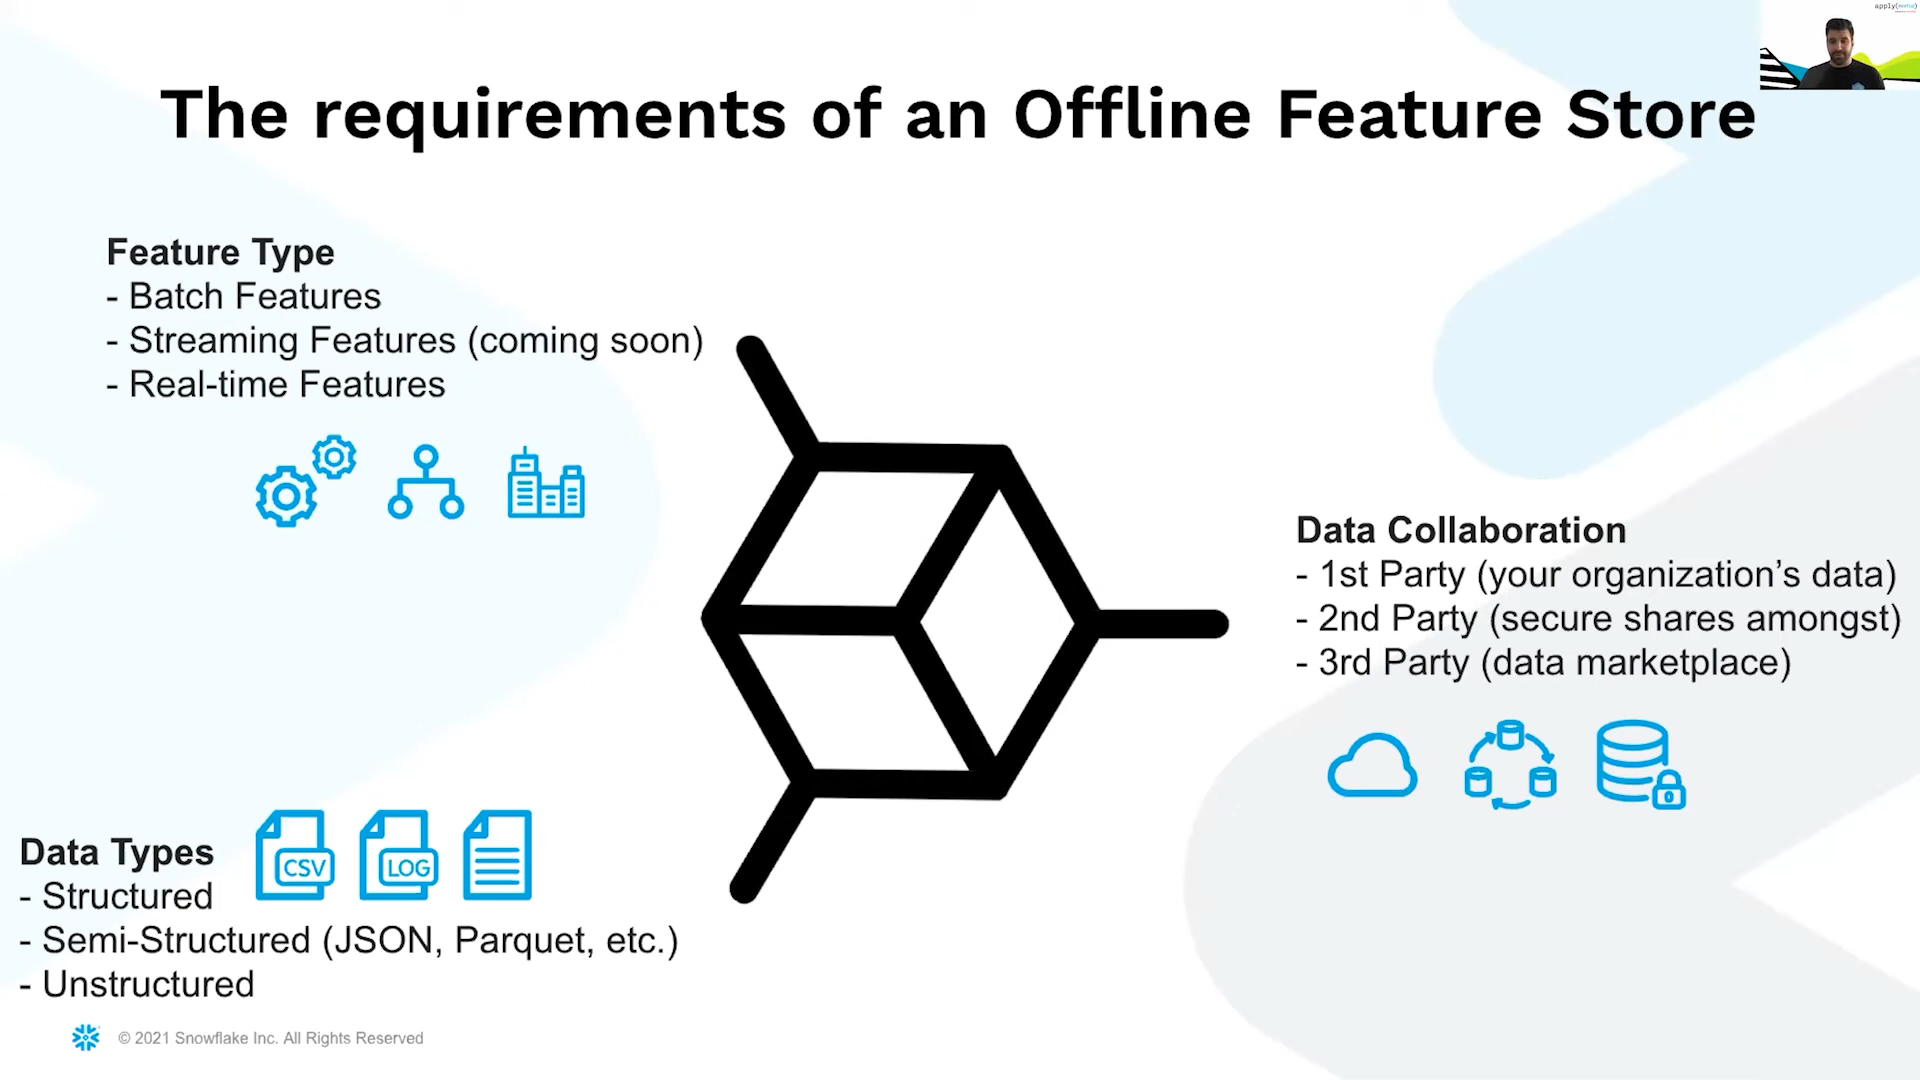 apply(meetup)
The requirements of an Offline Feature Store
Feature Type
- Batch Features
- Streaming Features (coming soon)
- Real-time Features
Data Collaboration
- 1st Party (your organization’s data)
- 2nd Party (secure shares amongst)
- 3rd Party (data marketplace)
CSV
LOG
Data Types
- Structured
- Semi-Structured (JSON, Parquet, etc.)
- Unstructured
© 2021 Snowflake Inc. All Rights Reserved